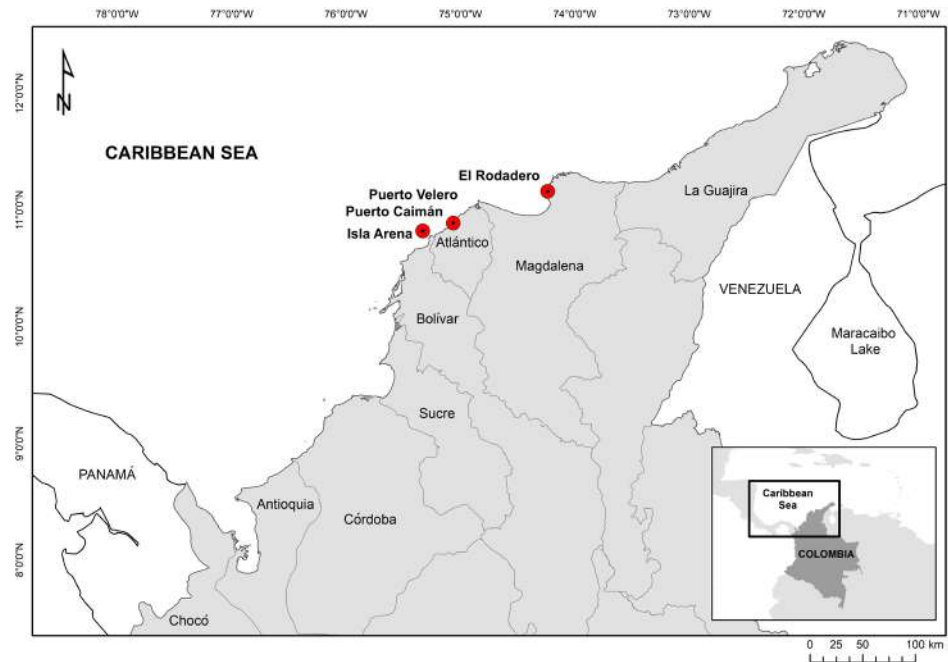 78°0'0"W 77°0'0"W 76°0'0"W 75°0'0"W 74°0'0"W 73°0'0"W 72°0'0"W 71°0'0"W
12°0'0"N
11°0'0"N
10°0'0"N
9°0'0"N
8°0'0"N
N
CARIBBEAN SEA
El Rodadero
Puerto Velero
Puerto Caimán
Isla Arena
La Guajira
Atlántico
Magdalena
VENEZUELA
Bolívar
Maracaibo
Lake
Sucre
PANAMÁ
Antioquia
Córdoba
Chocó
Caribbean
Sea
COLOMBIA
0 25 50 100 km